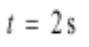 t = 2 s